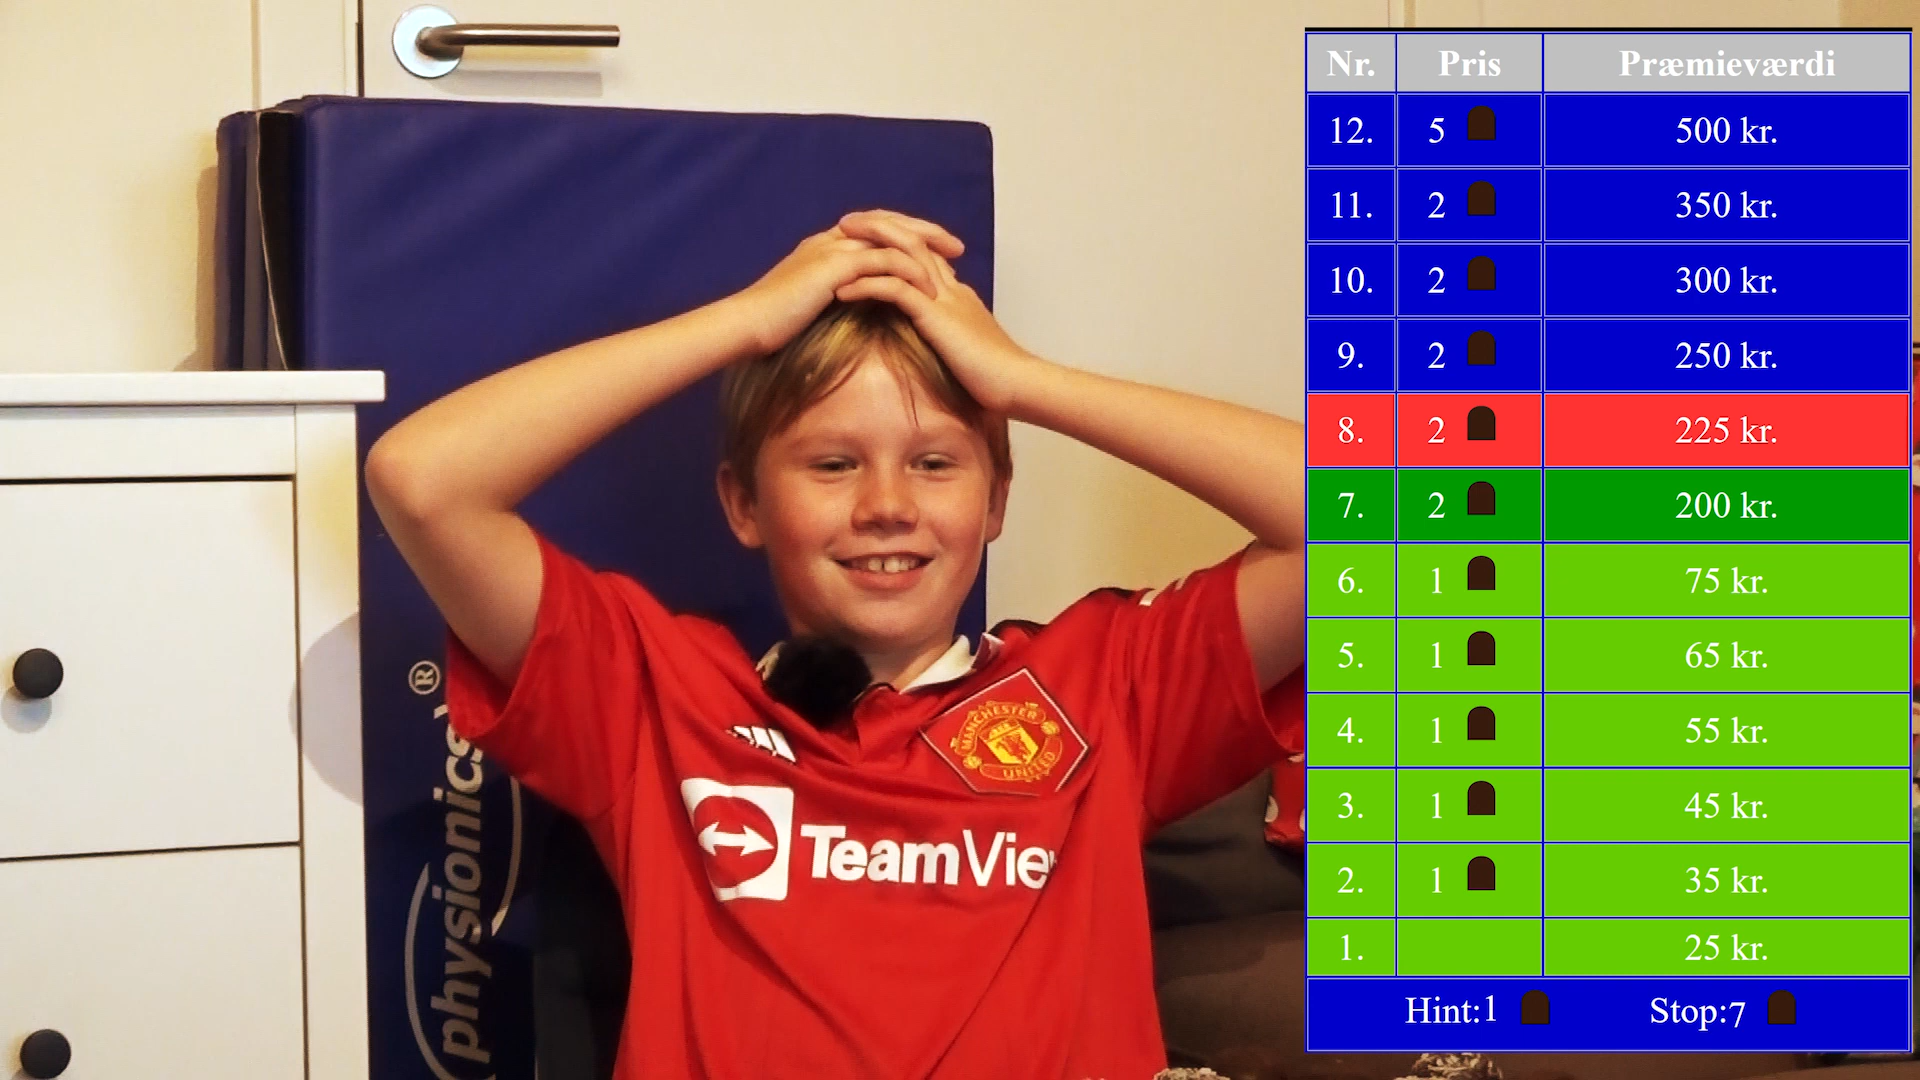 Nr. Pris Præmieværdi
12. 5 500 kr.
11. 2 350 kr.
10. 2 300 kr.
9. 2 250 kr.
8. 2 225 kr.
7. 2 200 kr.
6. 1 75 kr.
5. 1 65 kr.
4. 1 55 kr.
3. 1 45 kr.
2. 1 35 kr.
1. 25 kr.
Hint:1 Stop:7
physionics®
MANCHESTER
UNITED
TeamVie